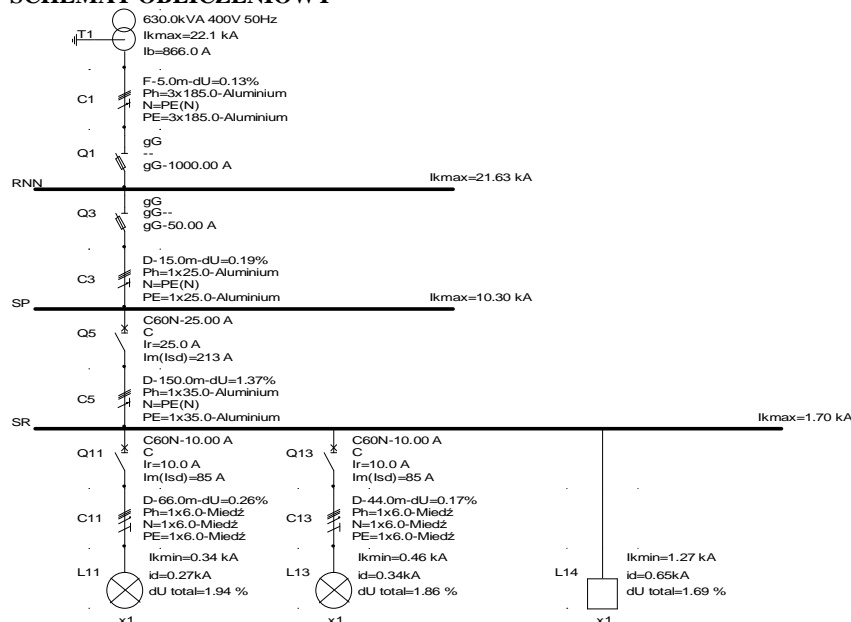 SCHEMAT OBLICZENIOWY
630.0kVA 400V 50Hz
T1
Ikmax=22.1 kA
Ib=866.0 A
F-5.0m-dU=0.13%
C1
Ph=3x185.0-Aluminium
N=PE(N)
PE=3x185.0-Aluminium
gG
Q1
--
gG-1000.00 A
RNN
Ikmax=21.63 kA
gG
Q3
gG--
gG-50.00 A
D-15.0m-dU=0.19%
C3
Ph=1x25.0-Aluminium
N=PE(N)
PE=1x25.0-Aluminium
SP
Ikmax=10.30 kA
C60N-25.00 A
Q5
C
Ir=25.0 A
Im(Isd)=213 A
D-150.0m-dU=1.37%
C5
Ph=1x35.0-Aluminium
N=PE(N)
PE=1x35.0-Aluminium
SR
Ikmax=1.70 kA
C60N-10.00 A
Q11
C
Ir=10.0 A
Im(Isd)=85 A
C60N-10.00 A
Q13
C
Ir=10.0 A
Im(Isd)=85 A
D-66.0m-dU=0.26%
C11
Ph=1x6.0-Miedź
N=1x6.0-Miedź
PE=1x6.0-Miedź
D-44.0m-dU=0.17%
C13
Ph=1x6.0-Miedź
N=1x6.0-Miedź
PE=1x6.0-Miedź
Ikmin=0.34 kA
L11
id=0.27kA
dU total=1.94 %
x1
Ikmin=0.46 kA
L13
id=0.34kA
dU total=1.86 %
x1
Ikmin=1.27 kA
L14
id=0.65kA
dU total=1.69 %
x1